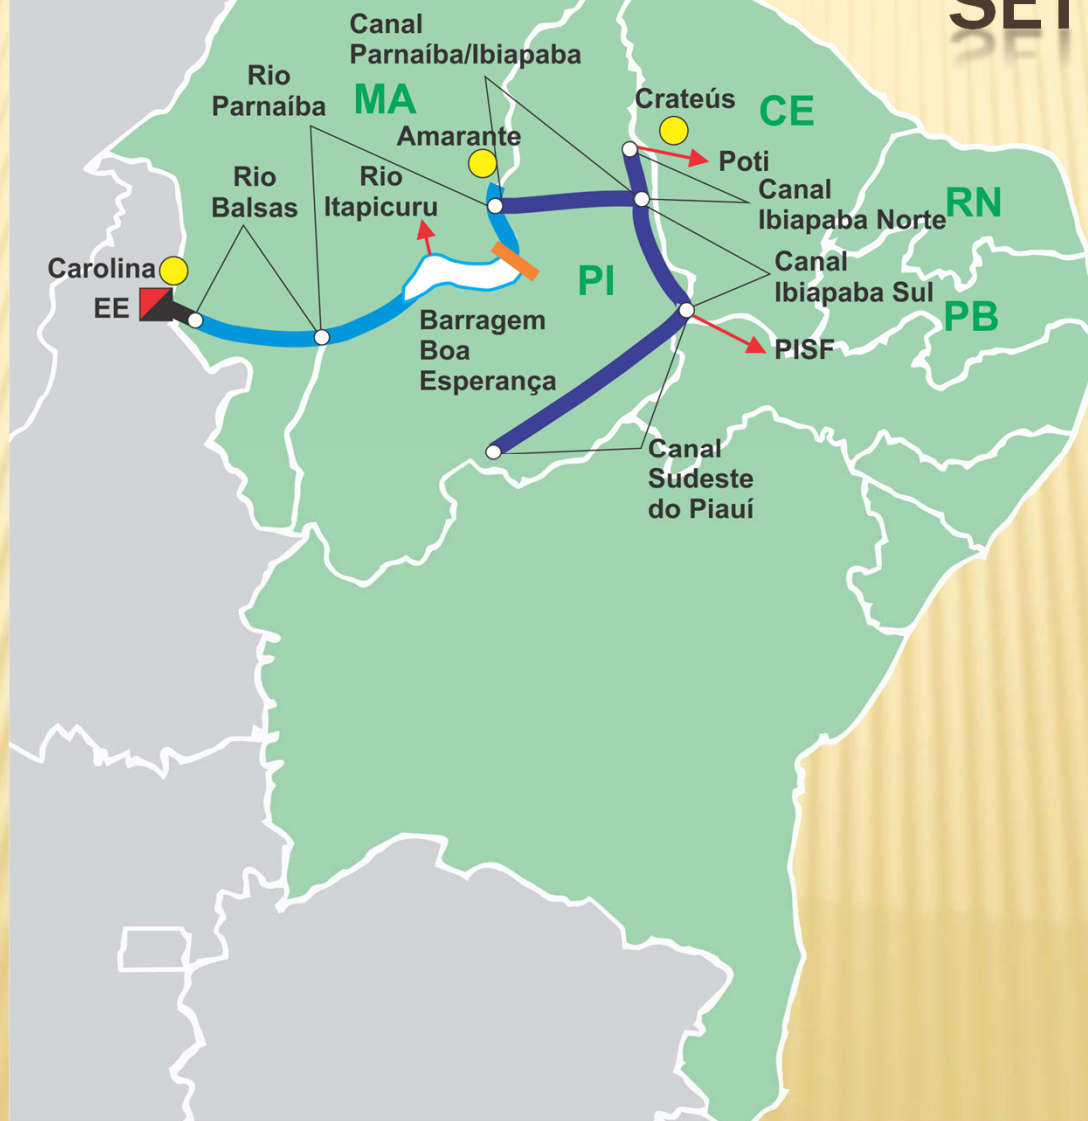 SET
Canal
Parnaíba/Ibiapaba
Rio
Parnaíba
MA
Crateús
CE
Amarante
Poti
Rio
Balsas
Rio
Itapicuru
Canal
Ibiapaba Norte
RN
Carolina
EE
PI
Canal
Ibiapaba Sul
PB
Barragem
Boa
Esperança
PISF
Canal
Sudeste
do Piauí